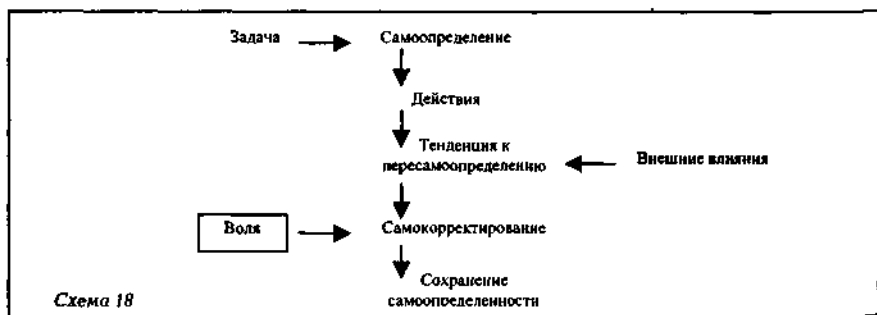 Задача
Самоопределение
Действия
Тенденция к
пересамоопределению
Внешние влияния
Воля
Самокорректирование
Сохранение
самоопределенности
Схема 18